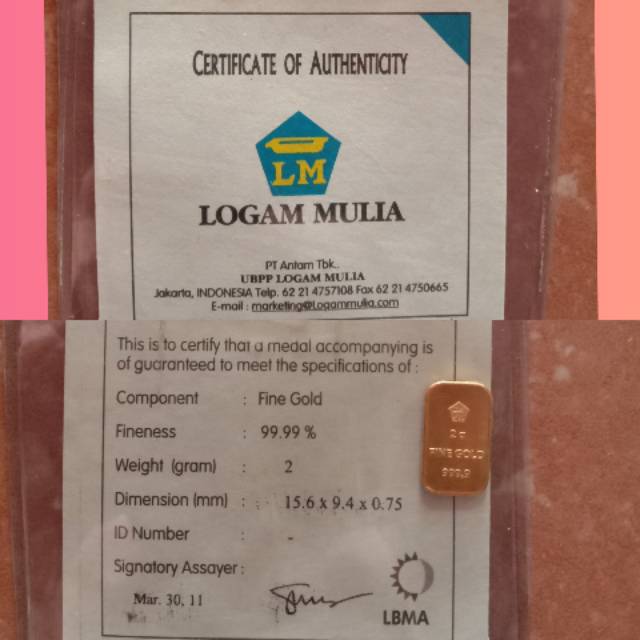 CERTIFICATE OF AUTHENTICITY
LM
LOGAM MULIA
PT Antam Tbk..
UBPP LOGAM MULIA
Jakarta, INDONESIA Telp. 62 21 4757108 Fax 62 21 4750665
E-mail : marketing@Logammulia.com
This is to certify that a medal accompanying is
of guaranteed to meet the specifications of :
Component : Fine Gold
Fineness : 99.99 %
Weight (gram) : 2
Dimension (mm) : 15.6 x 9.4 x 0.75
ID Number : -
Signatory Assayer :
Mar. 30, 11
LBMA
2 g
FINE GOLD
999,9